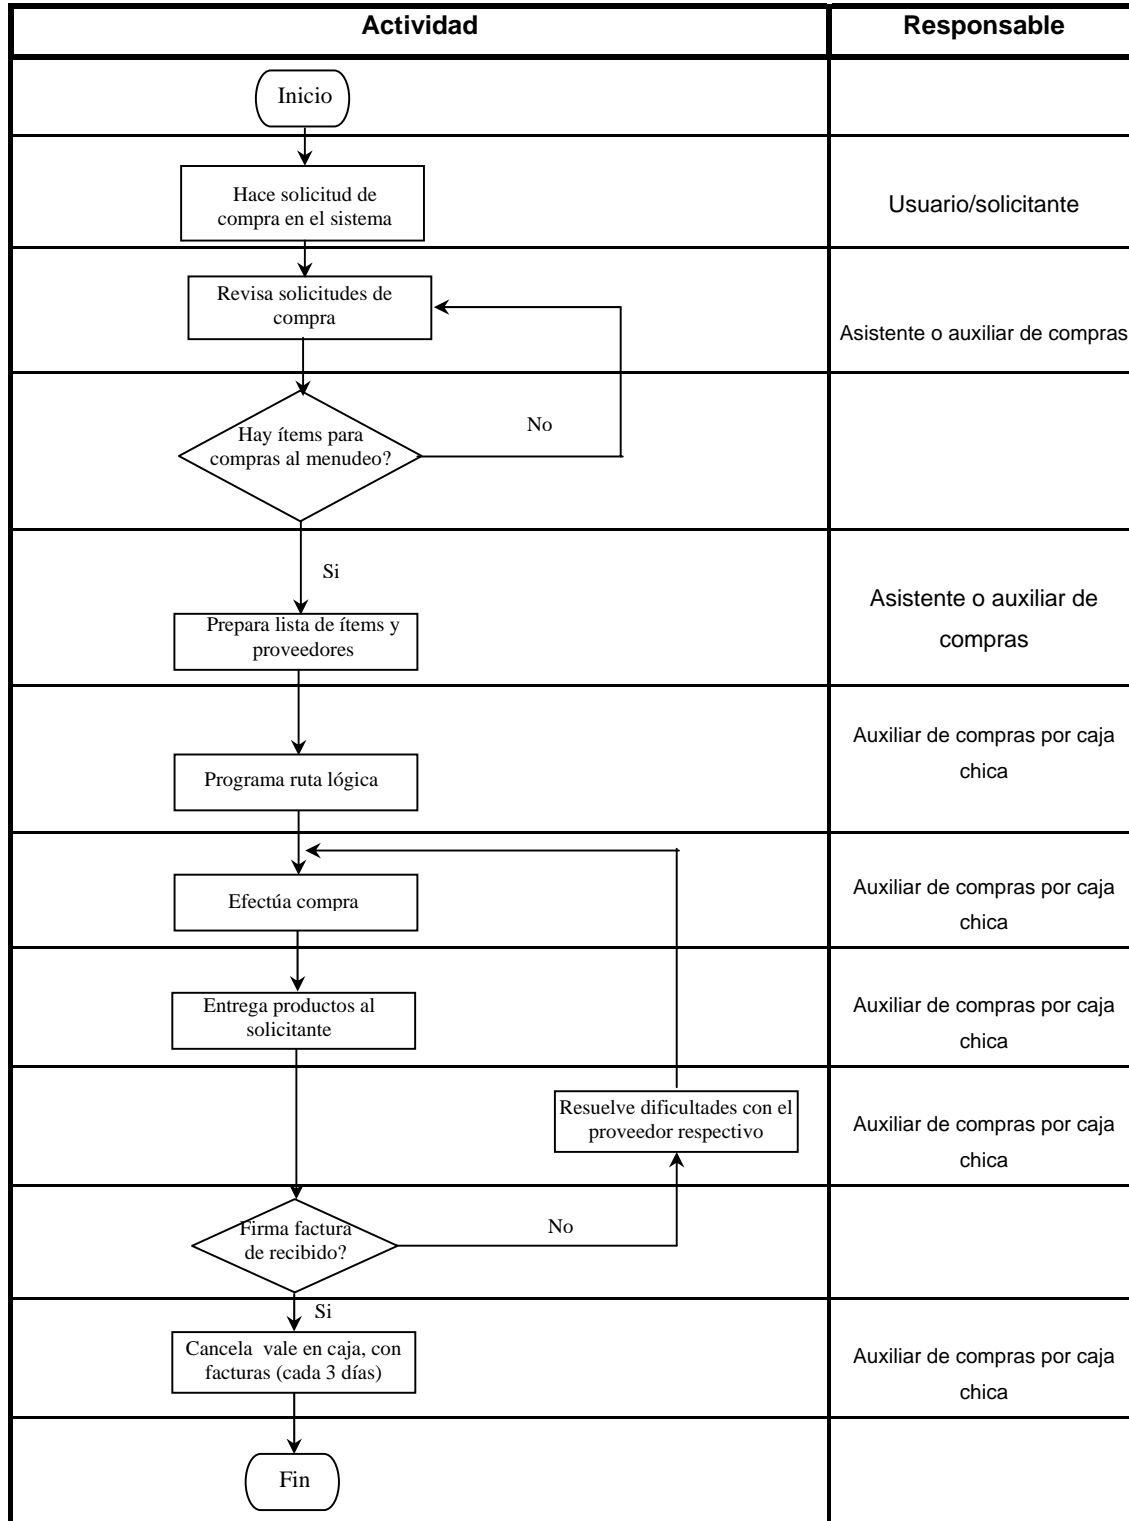 Actividad
Responsable
Inicio
Hace solicitud de
compra en el sistema
Usuario/solicitante
Revisa solicitudes de
compra
Asistente o auxiliar de compras
Hay ítems para
compras al menudeo?
No
Si
Prepara lista de ítems y
proveedores
Asistente o auxiliar de
compras
Programa ruta lógica
Auxiliar de compras por caja
chica
Efectúa compra
Auxiliar de compras por caja
chica
Entrega productos al
solicitante
Auxiliar de compras por caja
chica
Resuelve dificultades con el
proveedor respectivo
Auxiliar de compras por caja
chica
Firma factura
de recibido?
No
Si
Cancela  vale en caja, con
facturas (cada 3 días)
Auxiliar de compras por caja
chica
Fin